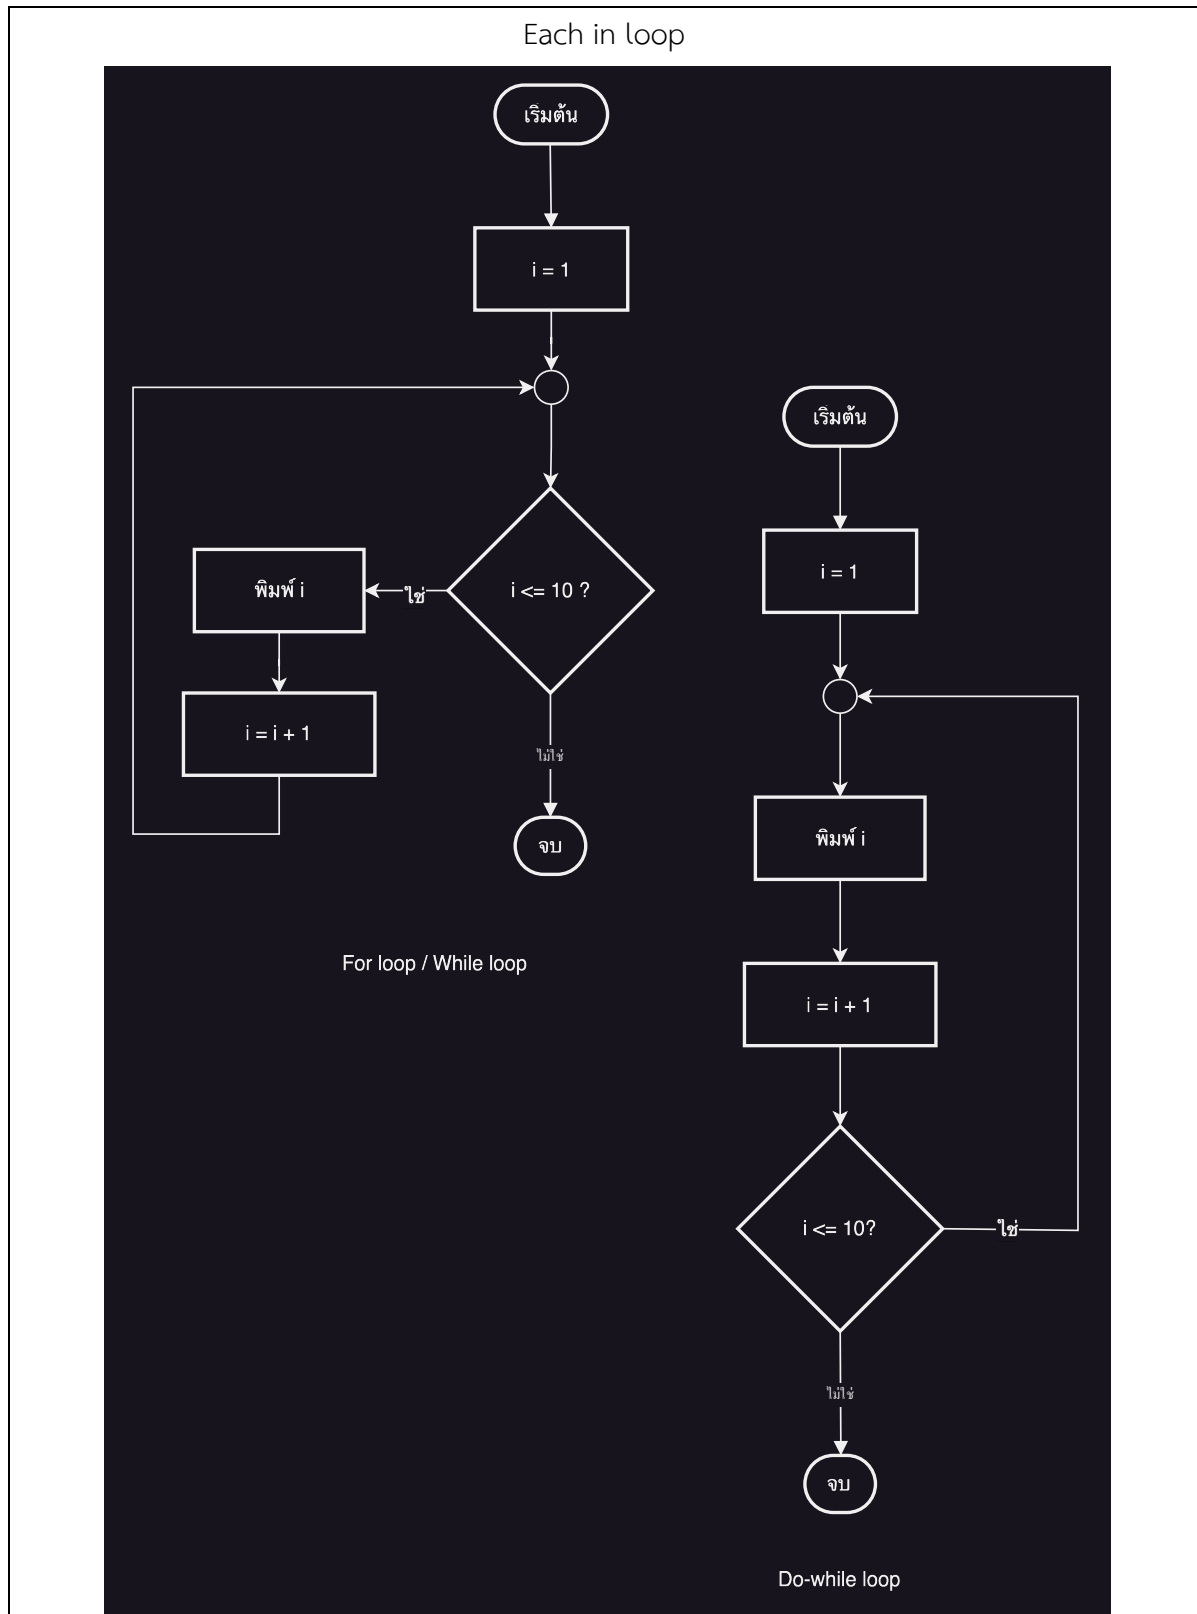 Each in loop
เริ่มต้น
i = 1
i <= 10 ?
ใช่
พิมพ์ i
i = i + 1
ไม่ใช่
จบ
For loop / While loop
เริ่มต้น
i = 1
พิมพ์ i
i = i + 1
i <= 10?
ใช่
ไม่ใช่
จบ
Do-while loop